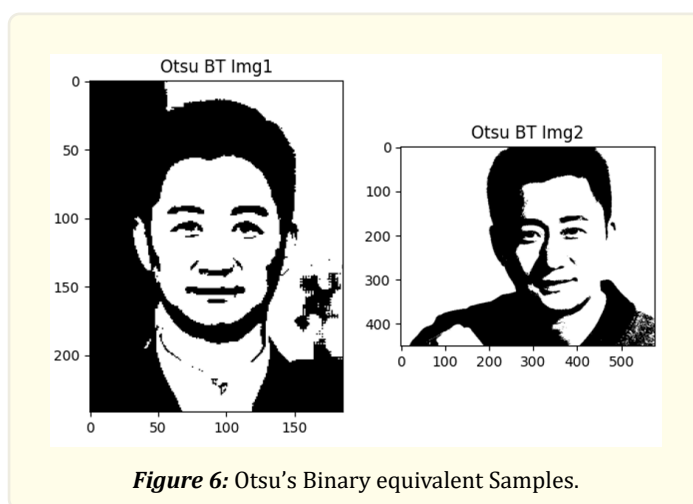 Otsu BT Img1
0
50
100
150
200
0 50 100 150
Otsu BT Img2
0
100
200
300
400
0 100 200 300 400 500
Figure 6: Otsu's Binary equivalent Samples.